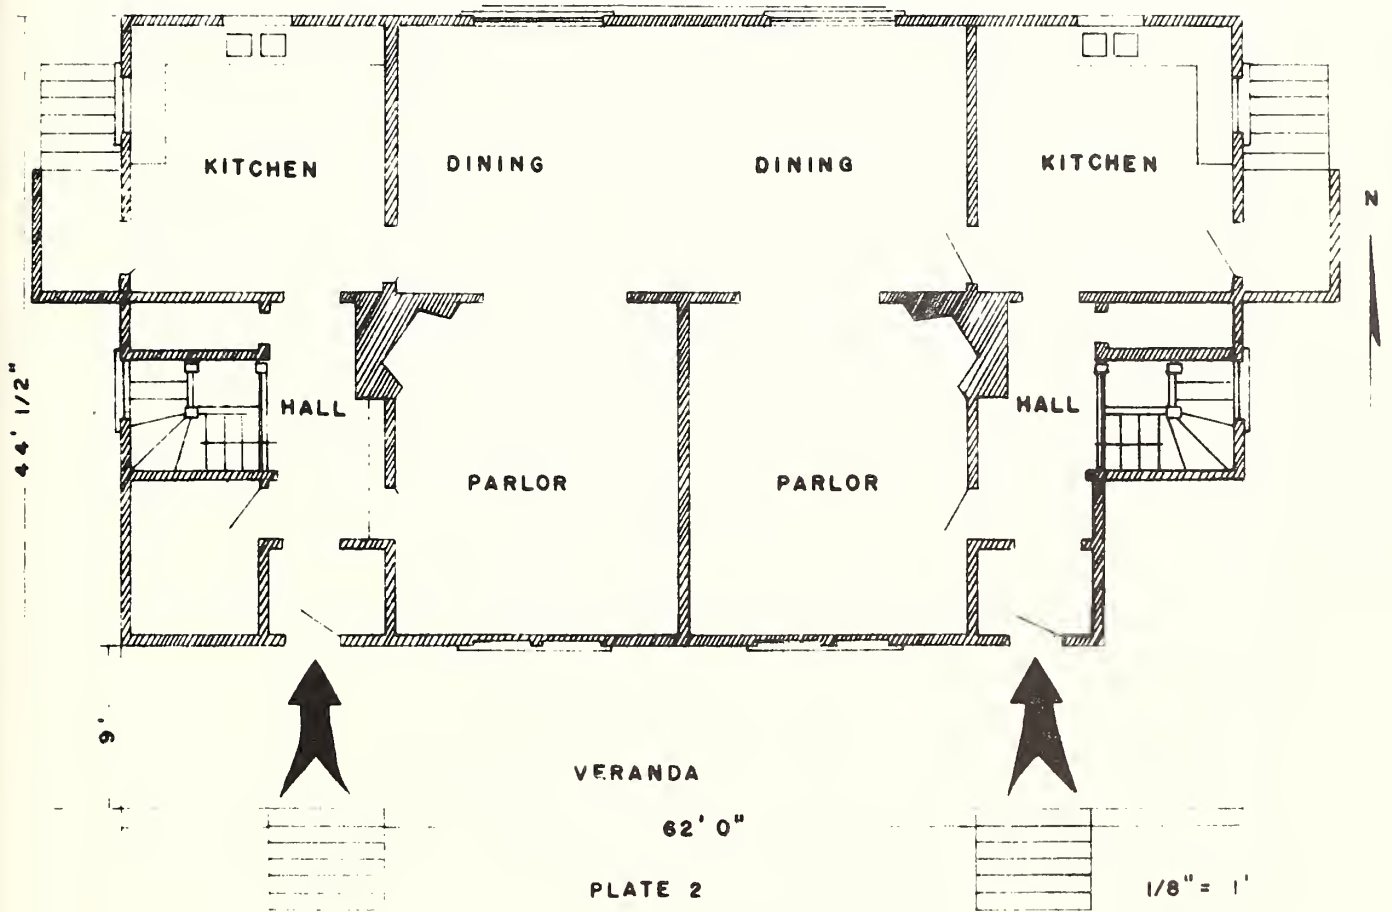 KITCHEN DINING DINING KITCHEN
N
44' 1/2"
HALL HALL
PARLOR PARLOR
9'
VERANDA
62' 0"
PLATE 2 1/8" = 1'